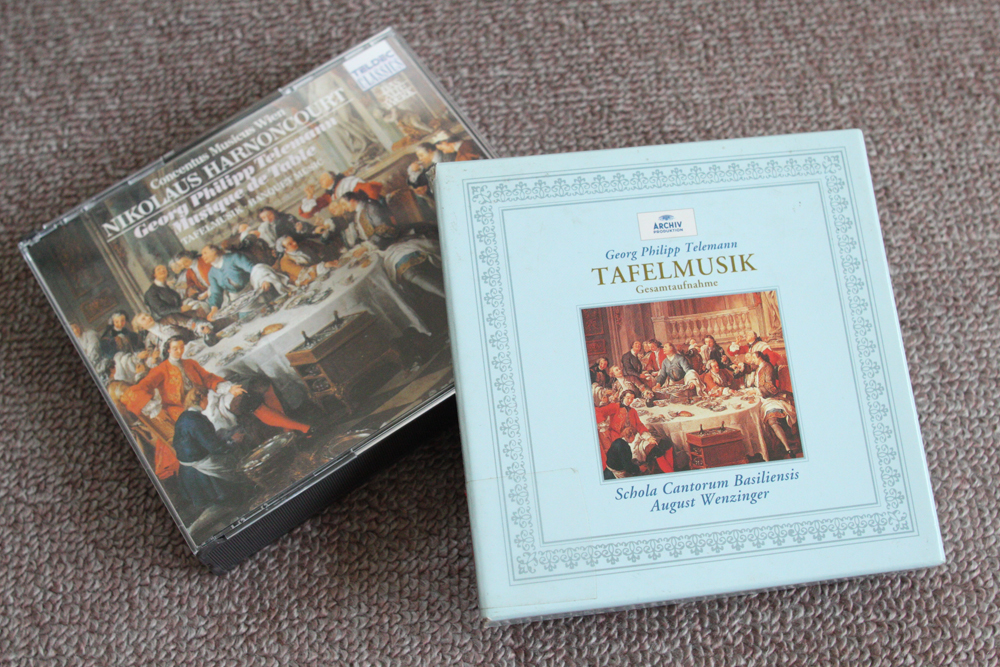 TELDEC
CLASSICS
Concentus Musicus Wien
NIKOLAUS HARNONCOURT
Georg Philipp Telemann
Musique de Table
ARCHIV
PRODUKTION
Georg Philipp Telemann
TAFELMUSIK
Gesamtaufnahme
Schola Cantorum Basiliensis
August Wenzinger